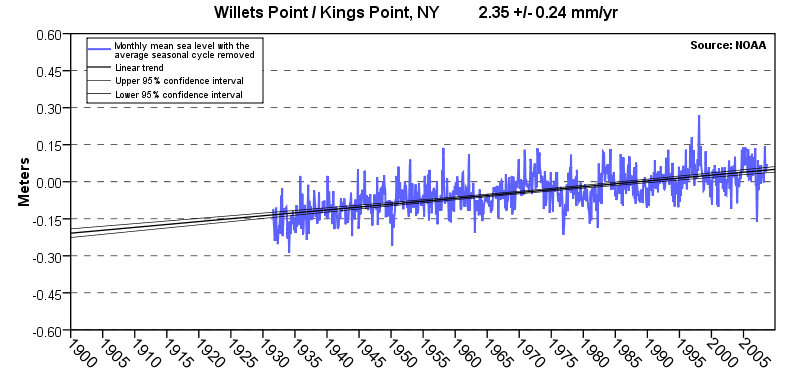 Willets Point / Kings Point, NY 2.35 +/- 0.24 mm/yr
Source: NOAA
Monthly mean sea level with the
average seasonal cycle removed
Linear trend
Upper 95% confidence interval
Lower 95% confidence interval
Meters
0.60
0.45
0.30
0.15
0.00
-0.15
-0.30
-0.45
-0.60
1900 1905 1910 1915 1920 1925 1930 1935 1940 1945 1950 1955 1960 1965 1970 1975 1980 1985 1990 1995 2000 2005